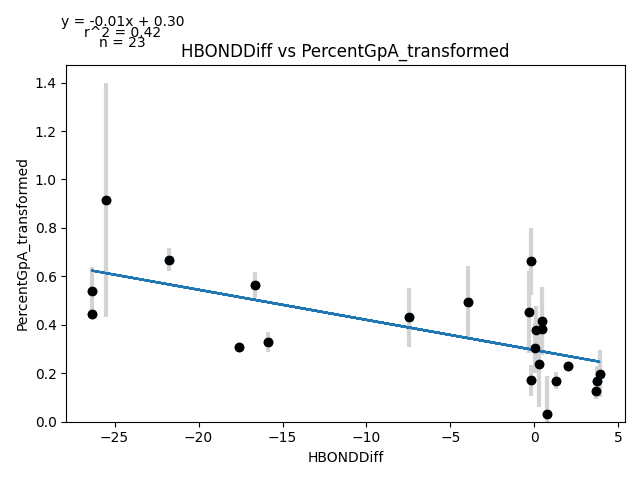 y = -0.01x + 0.30
r^2 = 0.42
n = 23
HBONDDiff vs PercentGpA_transformed
PercentGpA_transformed
1.4
1.2
1.0
0.8
0.6
0.4
0.2
0.0
−25
−20
−15
−10
−5
0
5
HBONDDiff